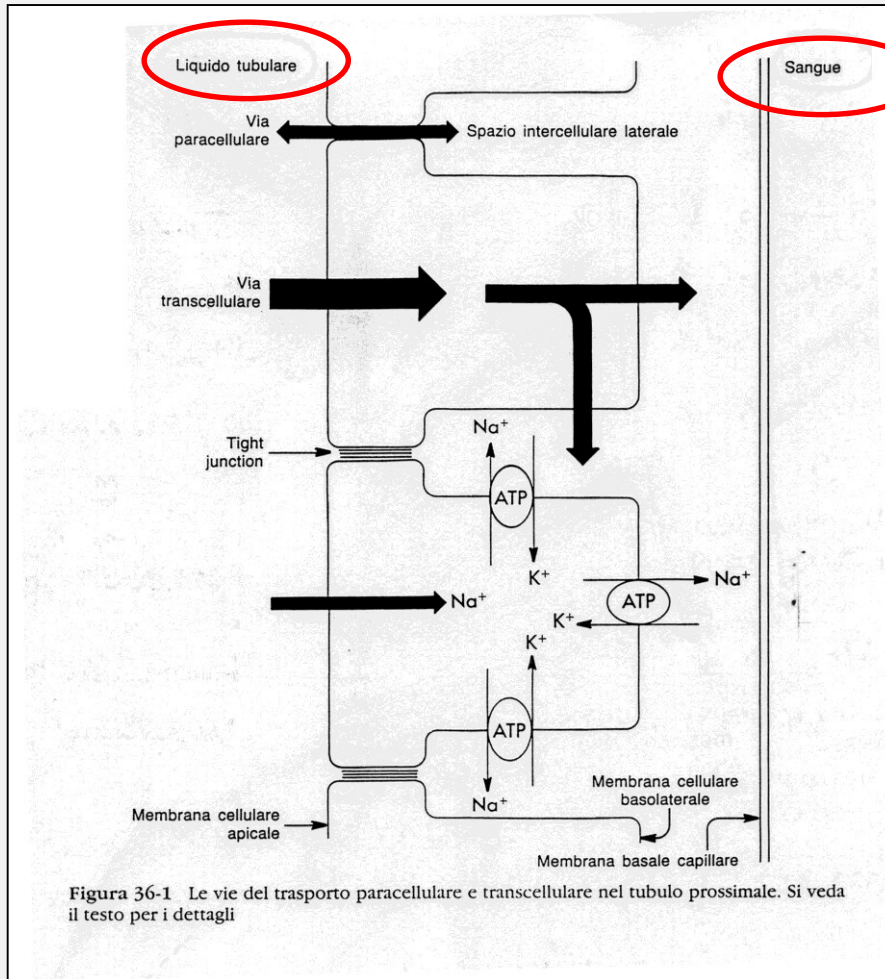 Liquido tubulare
Sangue
Via
paracellulare
Spazio intercellulare laterale
Via
transcellulare
Tight
junction
Na⁺
ATP
K⁺
Na⁺
Na⁺
ATP
K⁺
K⁺
ATP
Na⁺
Membrana cellulare
basolaterale
Membrana cellulare
apicale
Membrana basale capillare
Figura 36-1 Le vie del trasporto paracellulare e transcellulare nel tubulo prossimale. Si veda
il testo per i dettagli